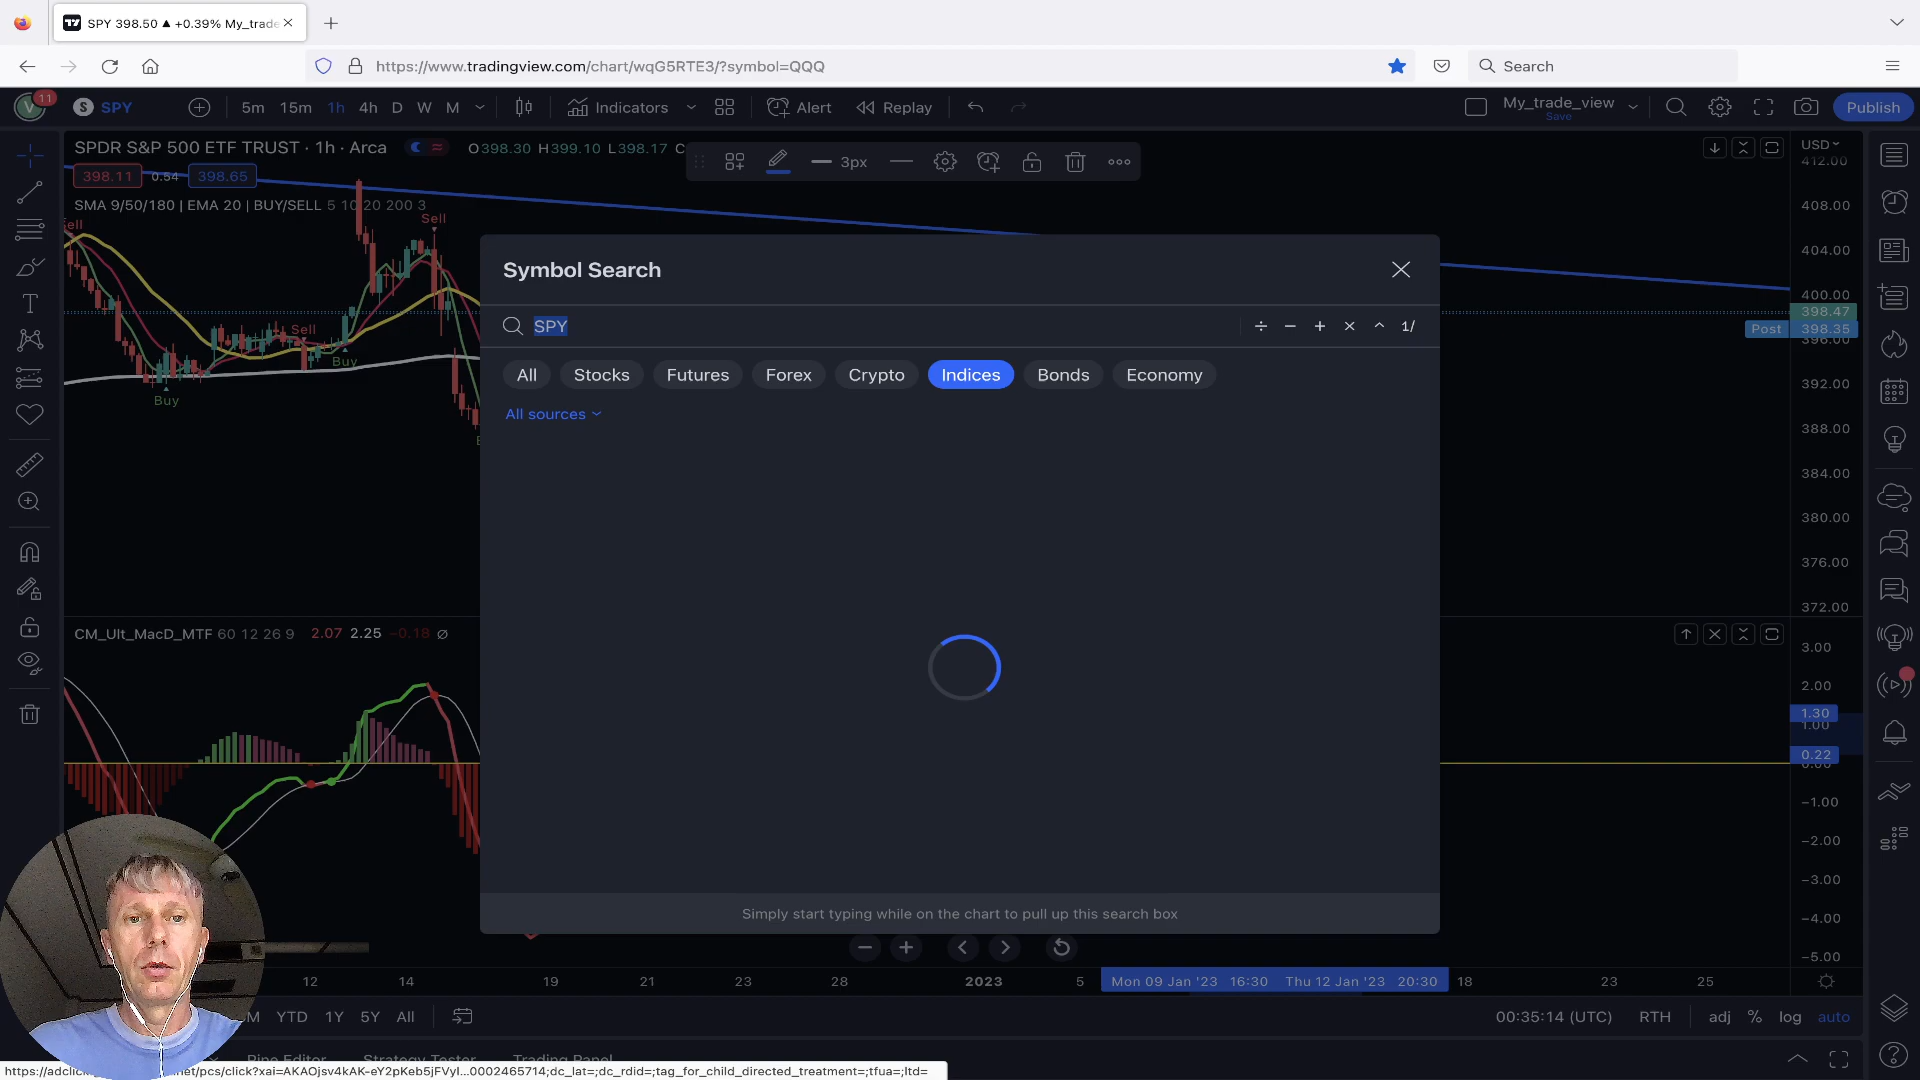 SPY 398.50 ▲ +0.39% My_trade
https://www.tradingview.com/chart/wqG5RTE3/?symbol=QQQ
Search
11
V
S SPY
5m 15m 1h 4h D W M
Indicators
Alert
Replay
My_trade_view
Save
Publish
SPDR S&P 500 ETF TRUST · 1h · Arca
O398.30 H399.10 L398.17 C
3px
USD
398.11 0.54 398.65
SMA 9/50/180 | EMA 20 | BUY/SELL 5 10 20 200 3
Sell
Sell
Buy
Buy
412.00
408.00
404.00
400.00
398.47
Post 398.35
396.00
392.00
388.00
384.00
380.00
376.00
372.00
Symbol Search
SPY
÷ − + × ^ 1/
All Stocks Futures Forex Crypto Indices Bonds Economy
All sources
Simply start typing while on the chart to pull up this search box
CM_Ult_MacD_MTF 60 12 26 9 2.07 2.25 −0.18 ∅
3.00
2.00
1.30
1.00
0.22
0.00
−1.00
−2.00
−3.00
−4.00
−5.00
12 14 19 21 23 28 2023 5 Mon 09 Jan '23 16:30 Thu 12 Jan '23 20:30 18 23 25
YTD 1Y 5Y All
00:35:14 (UTC) RTH adj % log auto
Pine Editor Strategy Tester Trading Panel